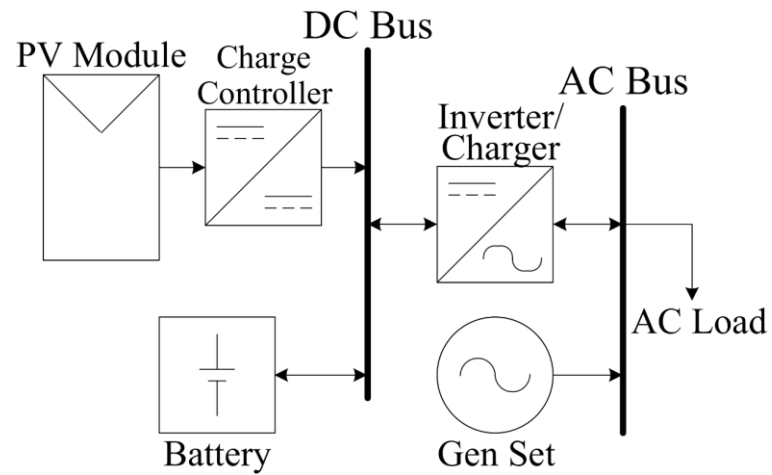 DC Bus
PV Module
Charge
Controller
AC Bus
Inverter/
Charger
AC Load
Battery
Gen Set